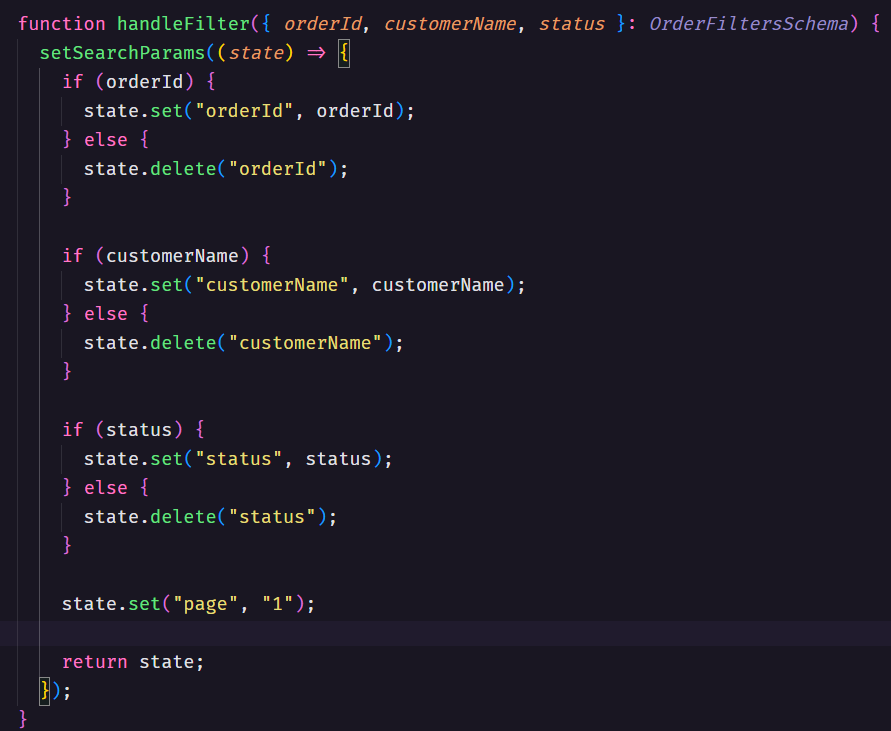 function handleFilter({ orderId, customerName, status }: OrderFiltersSchema) {
  setSearchParams((state) => {
    if (orderId) {
      state.set("orderId", orderId);
    } else {
      state.delete("orderId");
    }

    if (customerName) {
      state.set("customerName", customerName);
    } else {
      state.delete("customerName");
    }

    if (status) {
      state.set("status", status);
    } else {
      state.delete("status");
    }

    state.set("page", "1");

    return state;
  });
}